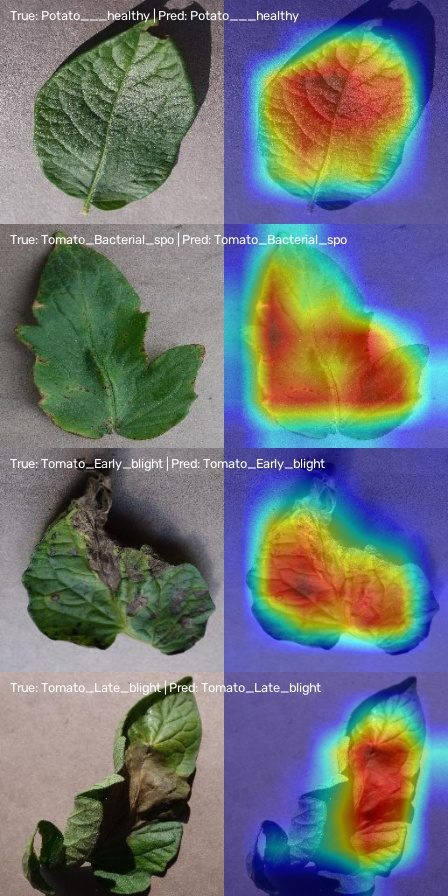 True: Potato___healthy | Pred: Potato___healthy
True: Tomato_Bacterial_spo | Pred: Tomato_Bacterial_spo
True: Tomato_Early_blight | Pred: Tomato_Early_blight
True: Tomato_Late_blight | Pred: Tomato_Late_blight